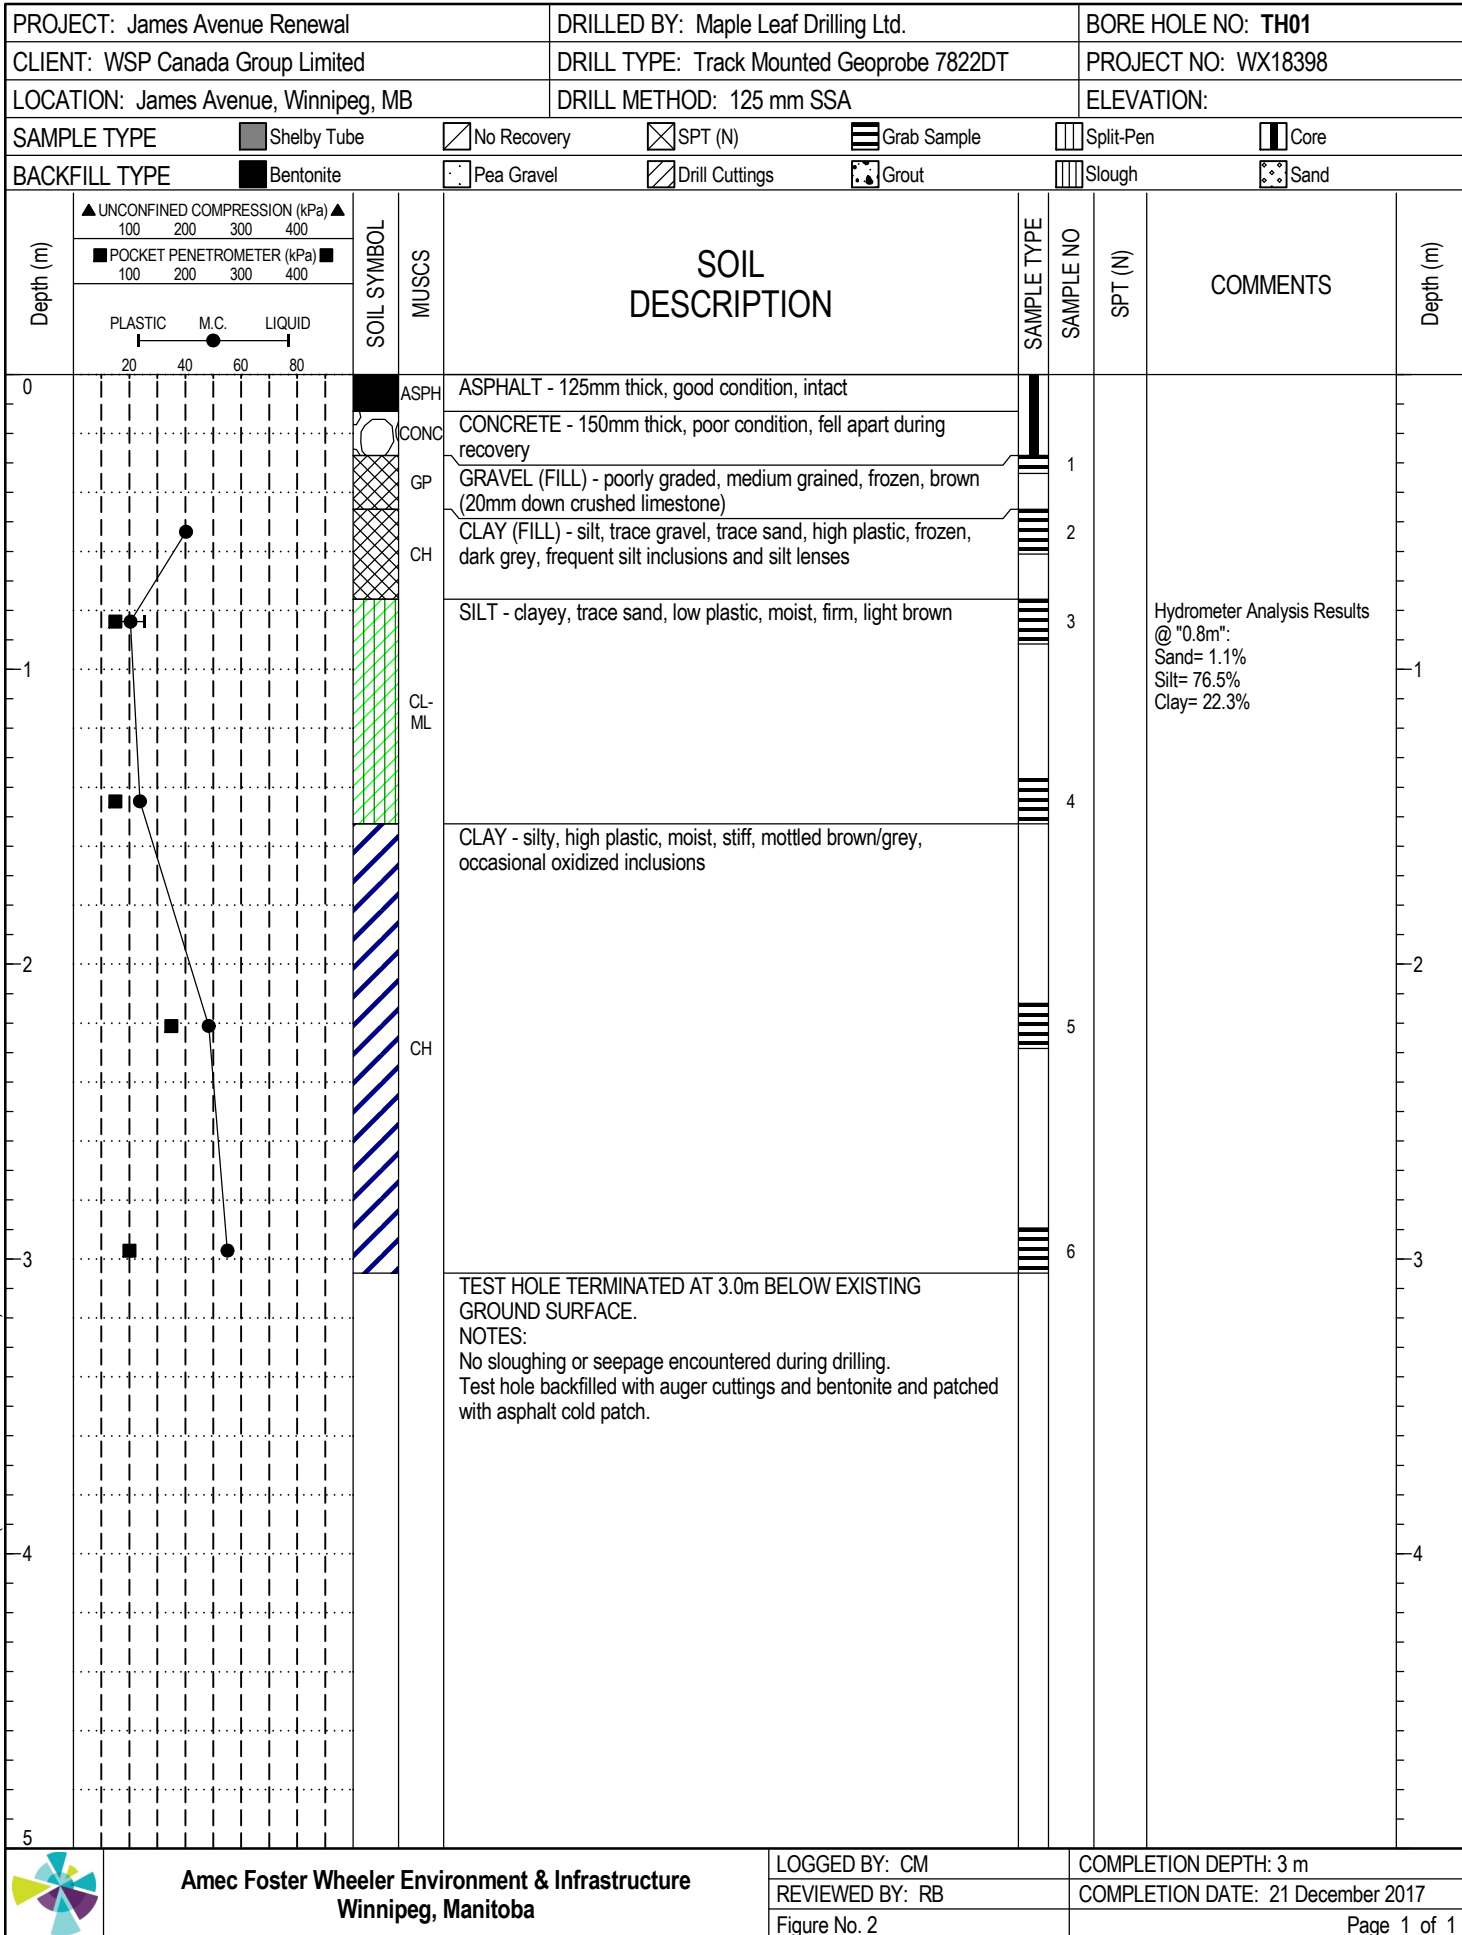 PROJECT: James Avenue Renewal
DRILLED BY: Maple Leaf Drilling Ltd.
BORE HOLE NO: TH01
CLIENT: WSP Canada Group Limited
DRILL TYPE: Track Mounted Geoprobe 7822DT
PROJECT NO: WX18398
LOCATION: James Avenue, Winnipeg, MB
DRILL METHOD: 125 mm SSA
ELEVATION:
SAMPLE TYPE
Shelby Tube
No Recovery
SPT (N)
Grab Sample
Split-Pen
Core
BACKFILL TYPE
Bentonite
Pea Gravel
Drill Cuttings
Grout
Slough
Sand
Depth (m)
UNCONFINED COMPRESSION (kPa)
100 200 300 400
POCKET PENETROMETER (kPa)
100 200 300 400
PLASTIC M.C. LIQUID
20 40 60 80
SOIL SYMBOL
MUSCS
SOIL
DESCRIPTION
SAMPLE TYPE
SAMPLE NO
SPT (N)
COMMENTS
Depth (m)
0
ASPH
ASPHALT - 125mm thick, good condition, intact
CONC
CONCRETE - 150mm thick, poor condition, fell apart during
recovery
1
GP
GRAVEL (FILL) - poorly graded, medium grained, frozen, brown
(20mm down crushed limestone)
CH
CLAY (FILL) - silt, trace gravel, trace sand, high plastic, frozen,
dark grey, frequent silt inclusions and silt lenses
2
SILT - clayey, trace sand, low plastic, moist, firm, light brown
3
Hydrometer Analysis Results
@ "0.8m":
Sand= 1.1%
Silt= 76.5%
Clay= 22.3%
1
1
CL-
ML
4
CLAY - silty, high plastic, moist, stiff, mottled brown/grey,
occasional oxidized inclusions
2
2
5
CH
6
3
3
TEST HOLE TERMINATED AT 3.0m BELOW EXISTING
GROUND SURFACE.
NOTES:
No sloughing or seepage encountered during drilling.
Test hole backfilled with auger cuttings and bentonite and patched
with asphalt cold patch.
4
4
5
Amec Foster Wheeler Environment & Infrastructure
Winnipeg, Manitoba
LOGGED BY: CM
COMPLETION DEPTH: 3 m
REVIEWED BY: RB
COMPLETION DATE: 21 December 2017
Figure No. 2
Page 1 of 1